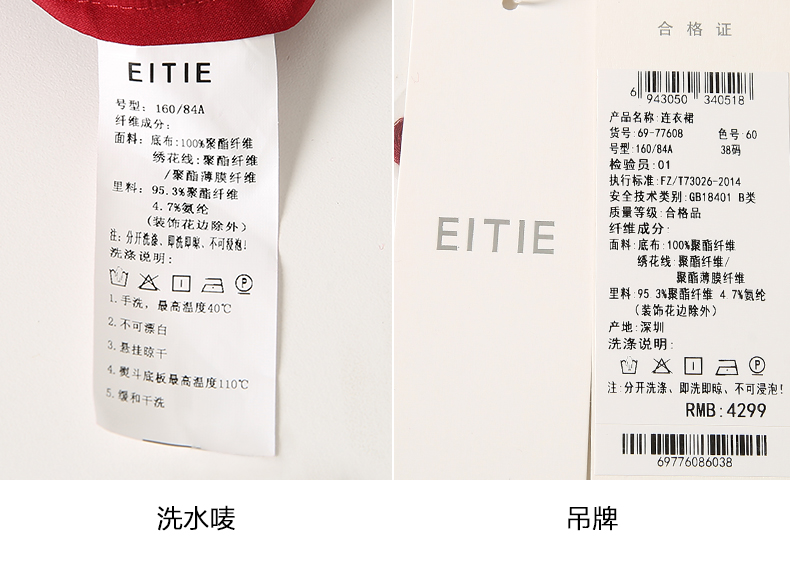 EITIE
号型：160/84A
纤维成分：
面料：底布:100%聚酯纤维
绣花线：聚酯纤维
/聚酯薄膜纤维
里料：95.3%聚酯纤维
4.7%氨纶
（装饰花边除外）
注：分开洗涤、即洗即晾、不可浸泡!
洗涤说明：
1.手洗，最高温度40℃
2.不可漂白
3.悬挂晾干
4.熨斗底板最高温度110℃
5.缓和干洗
洗水唛
EITIE
合格证
6 943050 340518
产品名称:连衣裙
货号:69-77608 色号:60
号型:160/84A 38码
检验员:01
执行标准:FZ/T73026-2014
安全技术类别:GB18401 B类
质量等级:合格品
纤维成分:
面料：底布：100%聚酯纤维
绣花线：聚酯纤维/
聚酯薄膜纤维
里料：95.3%聚酯纤维 4.7%氨纶
（装饰花边除外）
产地:深圳
洗涤说明:
P
注:分开洗涤、即洗即晾、不可浸泡!
RMB:4299
69776086038
吊牌